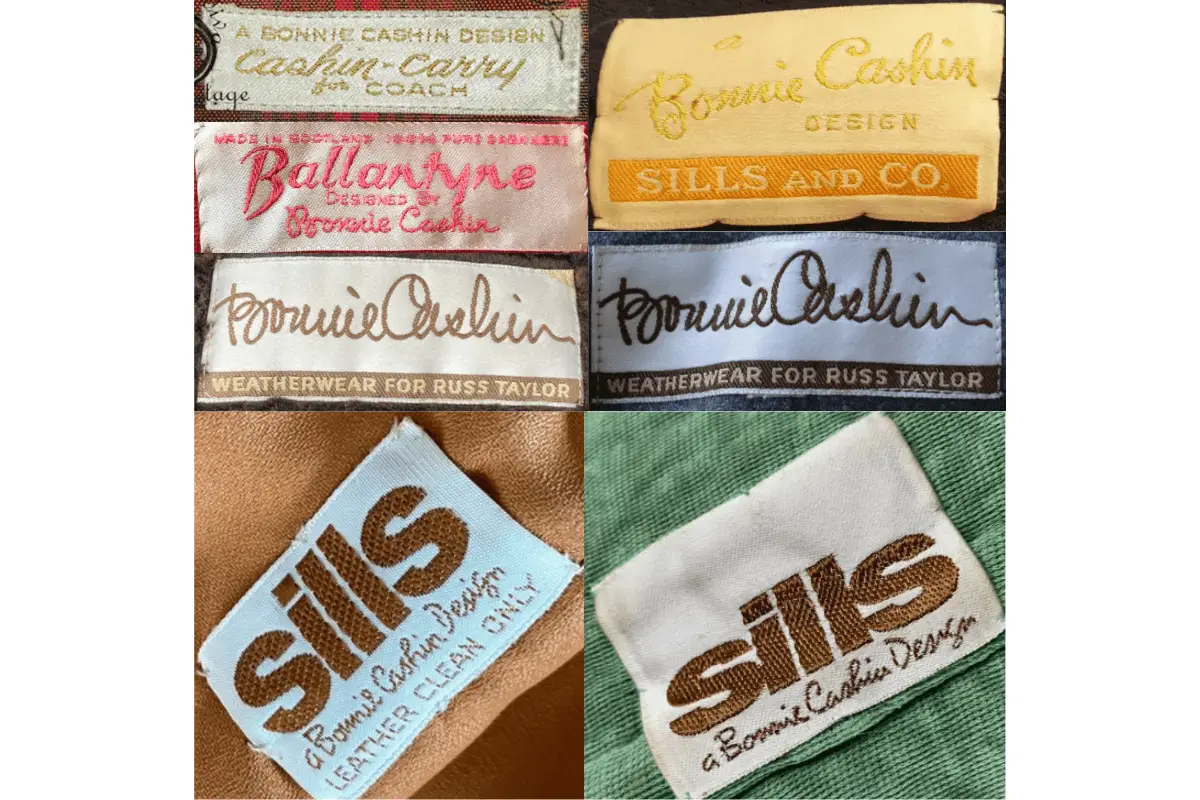 A BONNIE CASHIN DESIGN
Cashin-Carry
for COACH
a
Bonnie Cashin
DESIGN
SILLS AND CO.
MADE IN SCOTLAND 100% PURE CASHMERE
Ballantyne
DESIGNED BY
Bonnie Cashin
Bonnie Cashin
WEATHERWEAR FOR RUSS TAYLOR
Bonnie Cashin
WEATHERWEAR FOR RUSS TAYLOR
sills
a Bonnie Cashin Design
LEATHER CLEAN ONLY
sills
a Bonnie Cashin Design